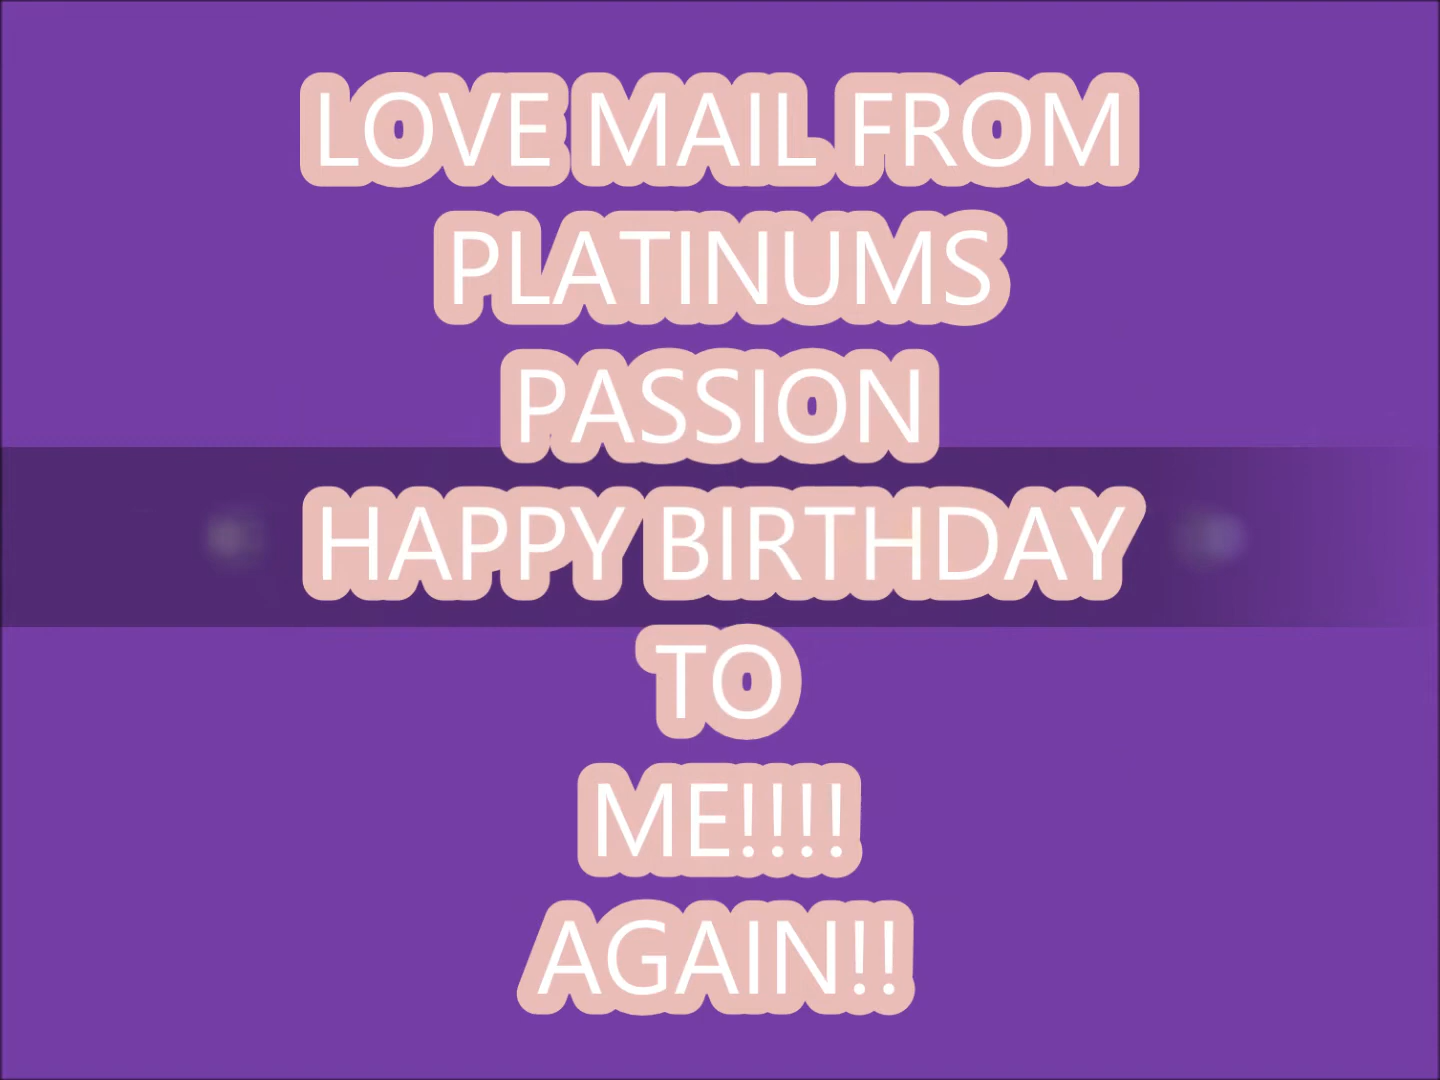 LOVE MAIL FROM
PLATINUMS
PASSION
HAPPY BIRTHDAY
TO
ME!!!!
AGAIN!!